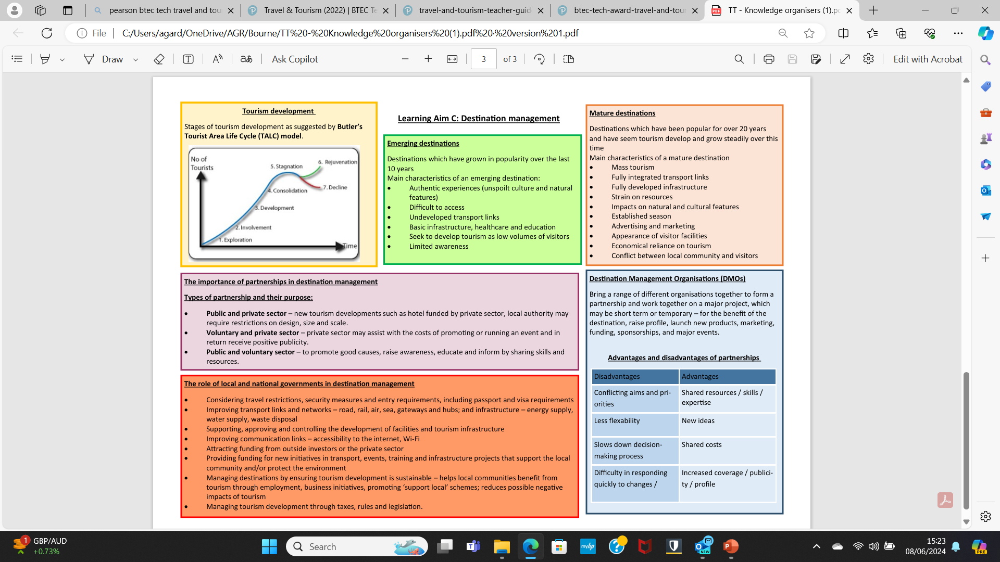 pearson btec tech travel and tou
Travel & Tourism (2022) | BTEC Te
travel-and-tourism-teacher-guid
btec-tech-award-travel-and-tour
TT - Knowledge organisers (1).pd
File
C:/Users/agard/OneDrive/AGR/Bourne/TT%20-%20Knowledge%20organisers%20(1).pdf%20·%20version%201.pdf
Draw
Ask Copilot
3
of 3
Edit with Acrobat
Tourism development
Stages of tourism development as suggested by Butler's
Tourist Area Life Cycle (TALC) model.
No of
Tourists
5. Stagnation
6. Rejuvenation
7. Decline
4. Consolidation
3. Development
2. Involvement
1. Exploration
Time
Learning Aim C: Destination management
Emerging destinations
Destinations which have grown in popularity over the last
10 years
Main characteristics of an emerging destination:
• Authentic experiences (unspoilt culture and natural
features)
• Difficult to access
• Undeveloped transport links
• Basic infrastructure, healthcare and education
• Seek to develop tourism as low volumes of visitors
• Limited awareness
Mature destinations
Destinations which have been popular for over 20 years
and have seem tourism develop and grow steadily over this
time
Main characteristics of a mature destination
• Mass tourism
• Fully integrated transport links
• Fully developed infrastructure
• Strain on resources
• Impacts on natural and cultural features
• Established season
• Advertising and marketing
• Appearance of visitor facilities
• Economical reliance on tourism
• Conflict between local community and visitors
The importance of partnerships in destination management
Types of partnership and their purpose:
• Public and private sector – new tourism developments such as hotel funded by private sector, local authority may
require restrictions on design, size and scale.
• Voluntary and private sector – private sector may assist with the costs of promoting or running an event and in
return receive positive publicity.
• Public and voluntary sector – to promote good causes, raise awareness, educate and inform by sharing skills and
resources.
The role of local and national governments in destination management
• Considering travel restrictions, security measures and entry requirements, including passport and visa requirements
• Improving transport links and networks – road, rail, air, sea, gateways and hubs; and infrastructure – energy supply,
water supply, waste disposal
• Supporting, approving and controlling the development of facilities and tourism infrastructure
• Improving communication links – accessibility to the internet, Wi-Fi
• Attracting funding from outside investors or the private sector
• Providing funding for new initiatives in transport, events, training and infrastructure projects that support the local
community and/or protect the environment
• Managing destinations by ensuring tourism development is sustainable – helps local communities benefit from
tourism through employment, business initiatives, promoting 'support local' schemes; reduces possible negative
impacts of tourism
• Managing tourism development through taxes, rules and legislation.
Destination Management Organisations (DMOs)
Bring a range of different organisations together to form a
partnership and work together on a major project, which
may be short term or temporary – for the benefit of the
destination, raise profile, launch new products, marketing,
funding, sponsorships, and major events.
Advantages and disadvantages of partnerships
Disadvantages
Advantages
Conflicting aims and pri-
orities
Shared resources / skills /
expertise
Less flexability
New ideas
Slows down decision-
making process
Shared costs
Difficulty in responding
quickly to changes /
Increased coverage / publici-
ty / profile
1
GBP/AUD
+0.73%
Search
myhp
NEW
15:23
08/06/2024
PRE